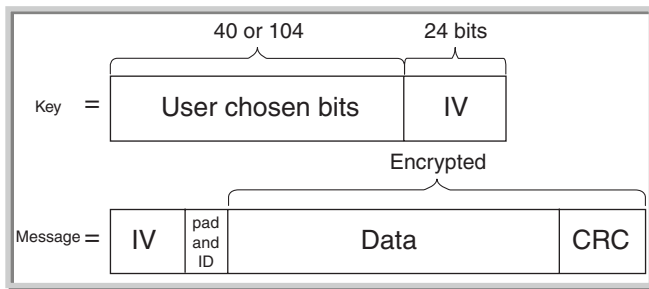 40 or 104 24 bits
Key = User chosen bits IV
Encrypted
Message = IV pad and ID Data CRC